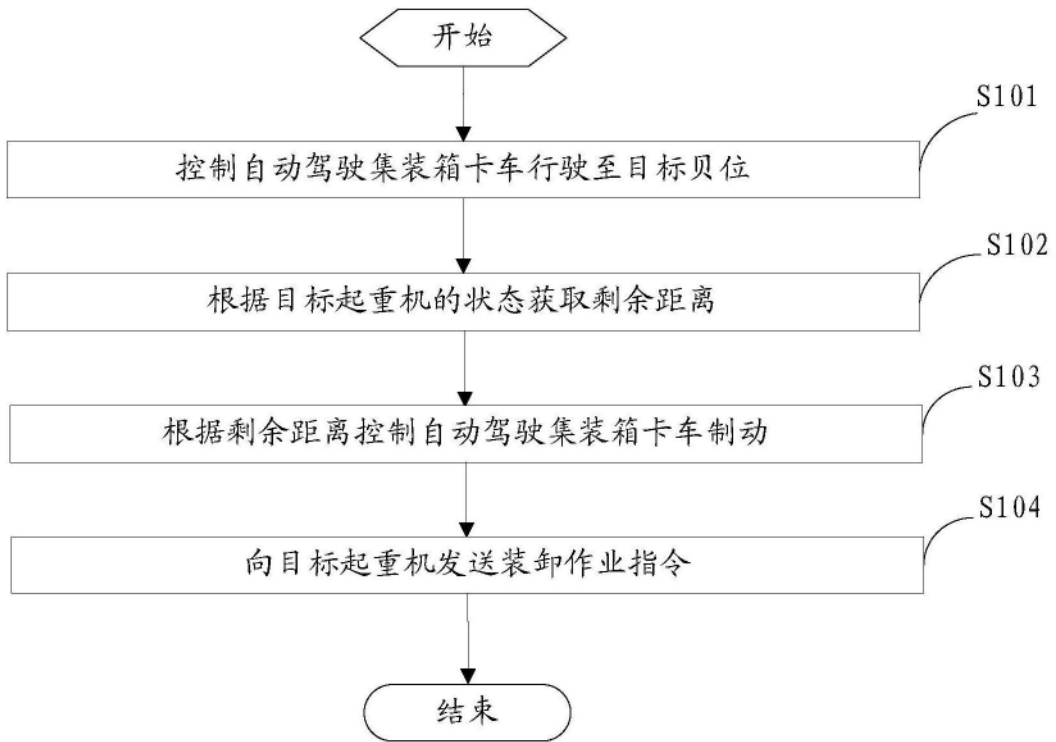 开始
S101
控制自动驾驶集装箱卡车行驶至目标贝位
S102
根据目标起重机的状态获取剩余距离
S103
根据剩余距离控制自动驾驶集装箱卡车制动
S104
向目标起重机发送装卸作业指令
结束